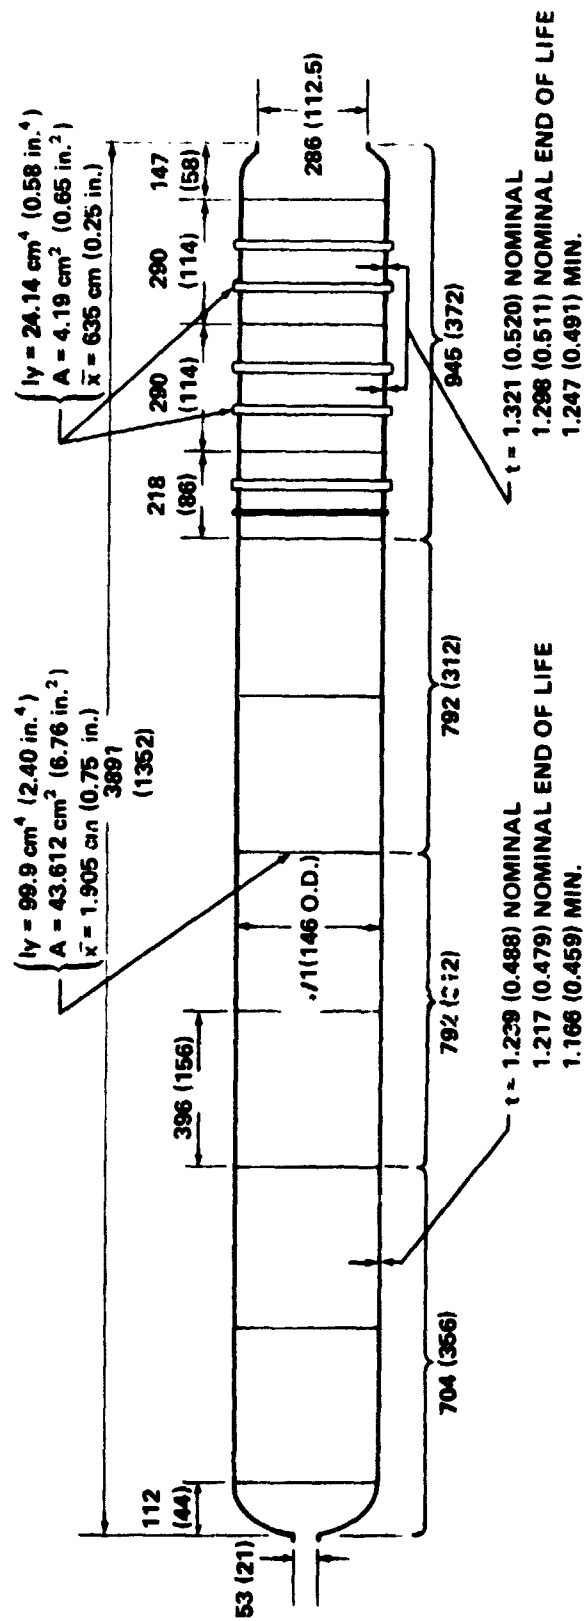 Iy = 24.14 cm⁴ (0.58 in.⁴)
A = 4.19 cm² (0.65 in.²)
x̄ = 635 cm (0.25 in.)
Iy = 99.9 cm⁴ (2.40 in.⁴)
A = 43.612 cm² (6.76 in.²)
x̄ = 1.905 cm (0.75 in.)
3897
(1352)
112
(44)
396 (156)
218
(86)
290
(114)
290
(114)
147
(58)
53 (21)
(146 O.D.)
286 (112.5)
704 (356)
792
792 (312)
945 (372)
t = 1.239 (0.488) NOMINAL
1.217 (0.479) NOMINAL END OF LIFE
1.166 (0.459) MIN.
t = 1.321 (0.520) NOMINAL
1.298 (0.511) NOMINAL END OF LIFE
1.247 (0.491) MIN.